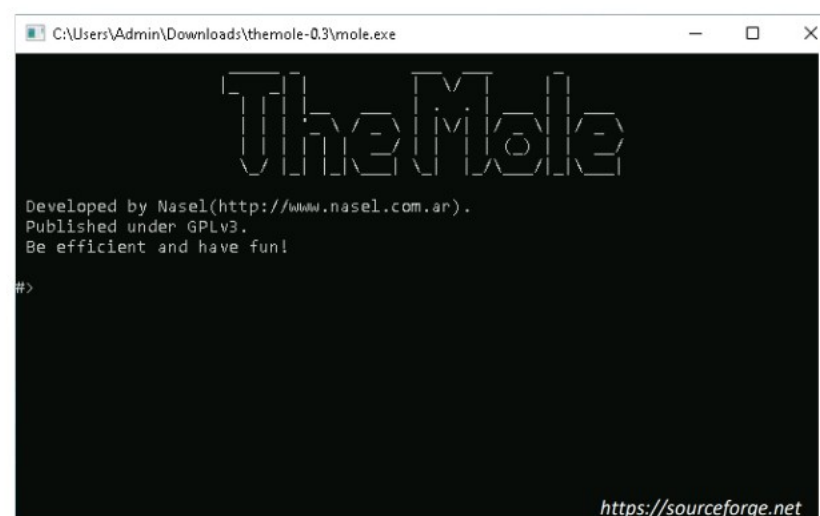 C:\Users\Admin\Downloads\themole-0.3\mole.exe
TheMole
Developed by Nasel(http://www.nasel.com.ar).
Published under GPLv3.
Be efficient and have fun!
#>
https://sourceforge.net